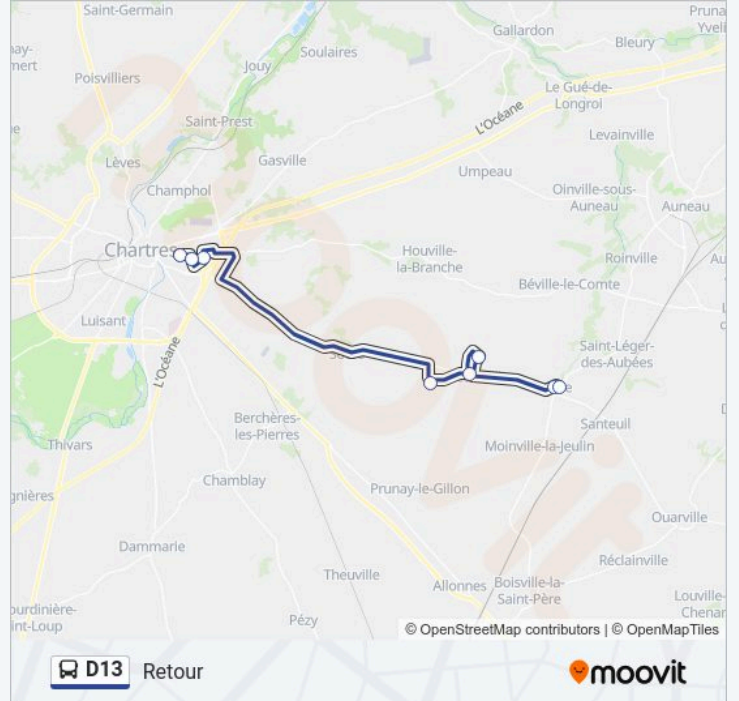 Saint-Germain
Gallardon
Bleury
Soulaires
Jouy
Poisvilliers
Le Gué-de-
Longroi
L'Océane
Saint-Prest
Levainville
Lèves
Gasville
Umpeau
Champhol
Oinville-sous-
Auneau
Auneau
Chartres
Houville-
la-Branche
Roinville
Béville-le-Comte
Luisant
L'Océane
Saint-Léger-
des-Aubées
Berchères-
les-Pierres
Santeuil
Moinville-la-Jeulin
Thivars
Chamblay
Prunay-le-Gillon
Ouarville
Dammarie
Réclainville
Theuville
Allonnes
Boisville-la-
Saint-Père
Louville-
Pézy
© OpenStreetMap contributors | © OpenMapTiles
D13 Retour
moovit